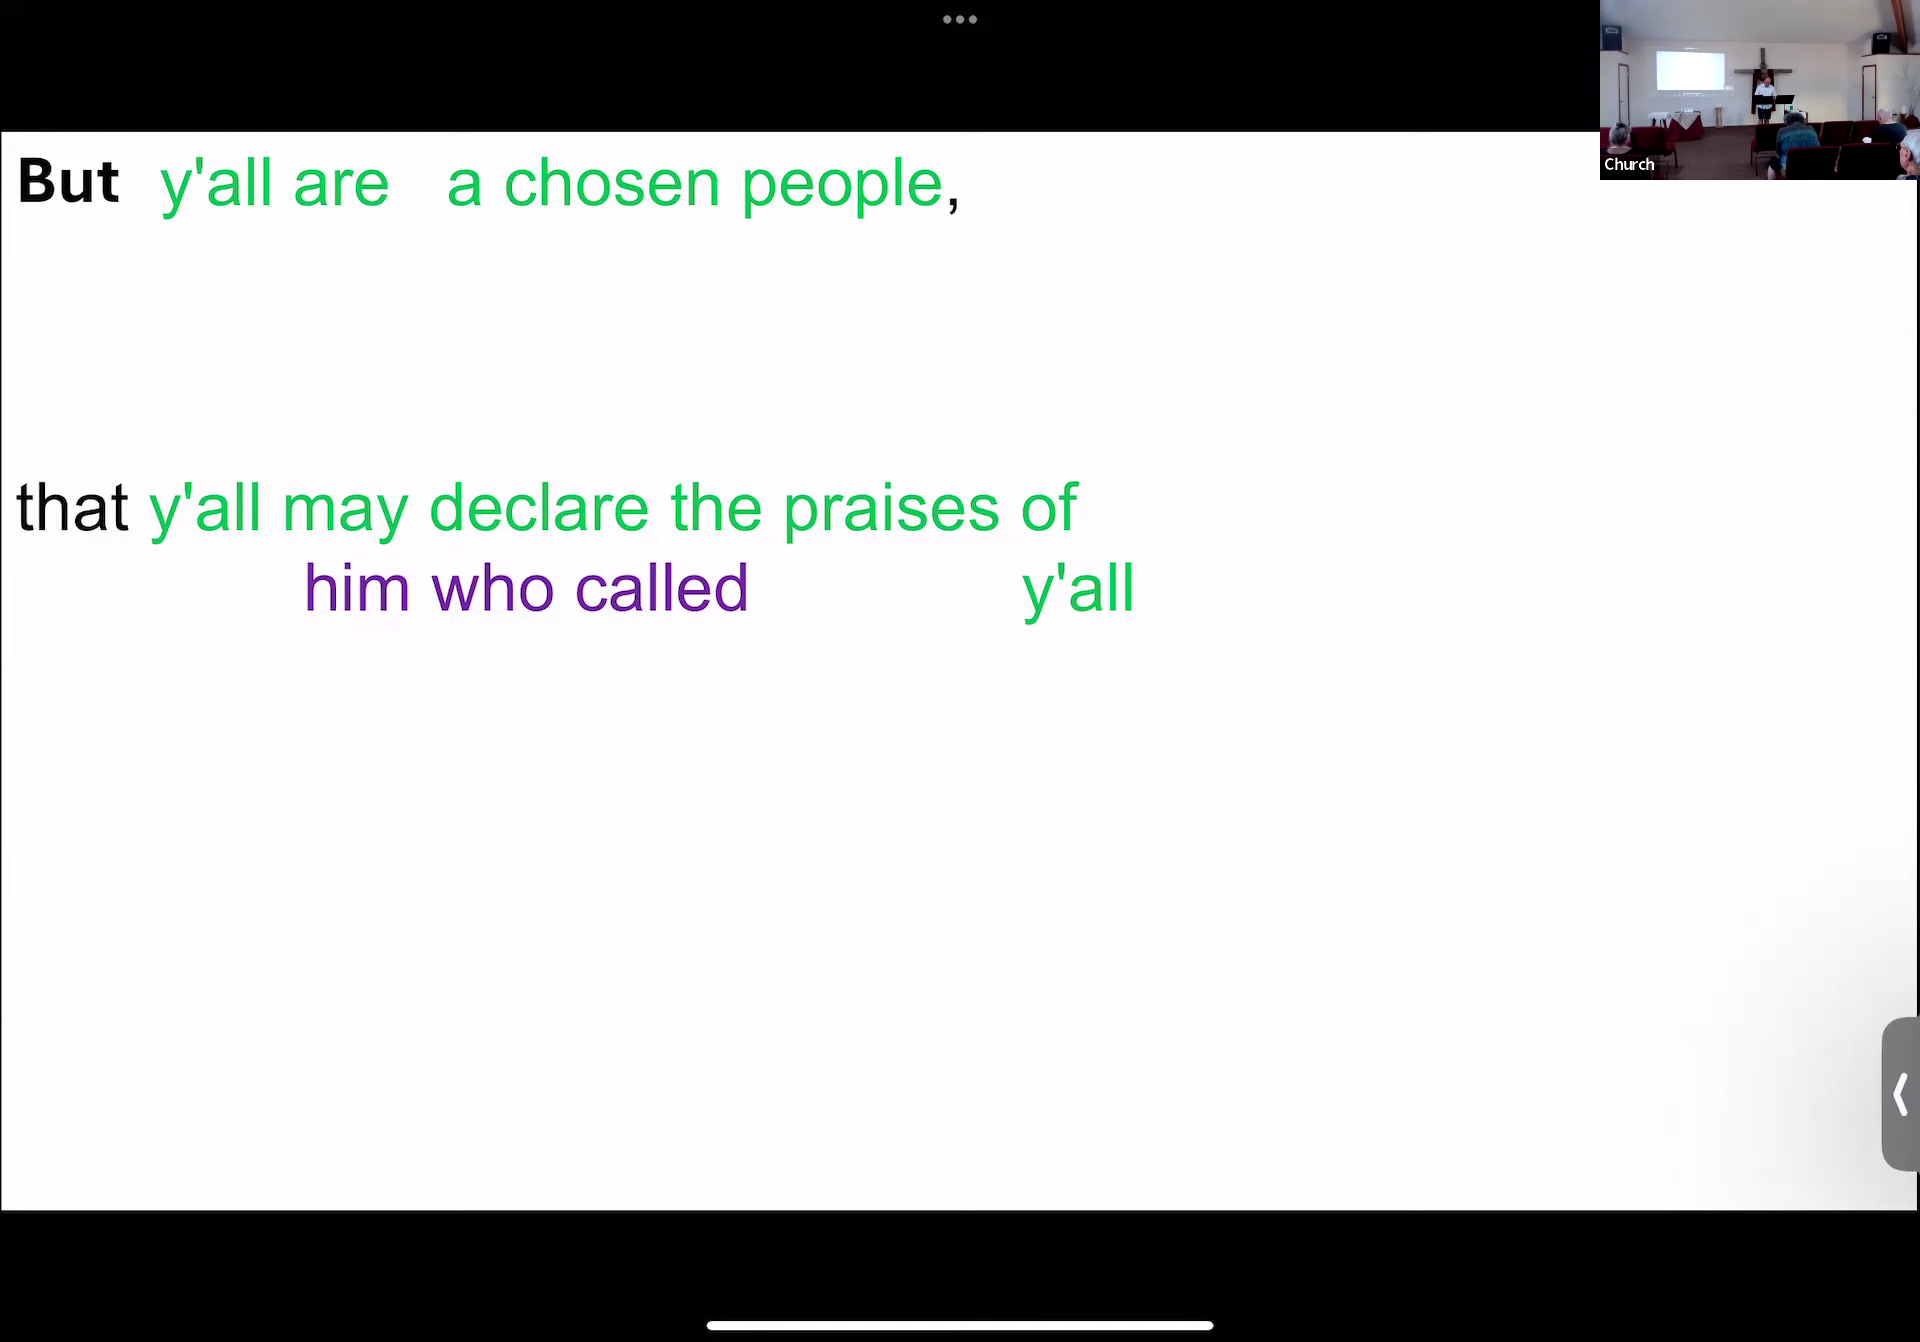 Church
But y'all are a chosen people,
that y'all may declare the praises of
him who called y'all